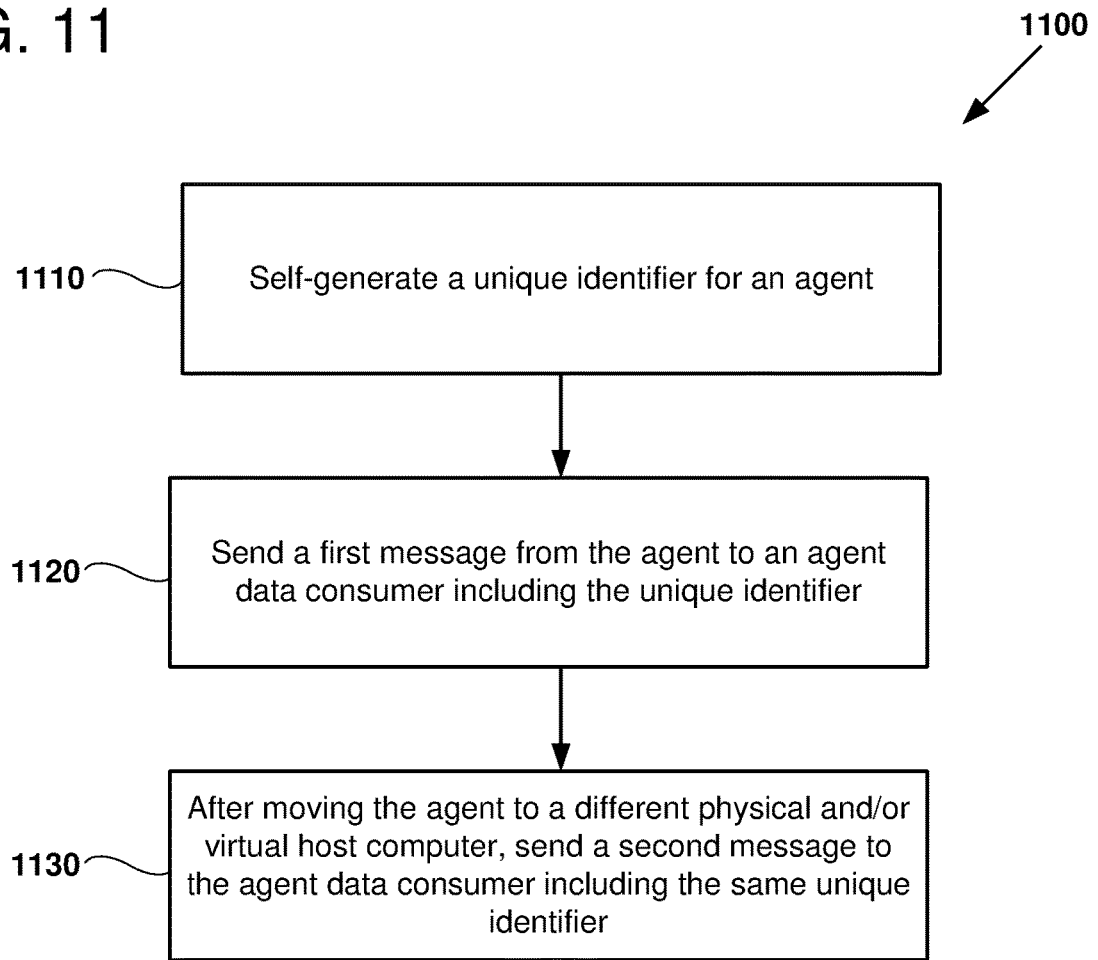 G. 11
1100
1110
Self-generate a unique identifier for an agent
1120
Send a first message from the agent to an agent
data consumer including the unique identifier
1130
After moving the agent to a different physical and/or
virtual host computer, send a second message to
the agent data consumer including the same unique
identifier